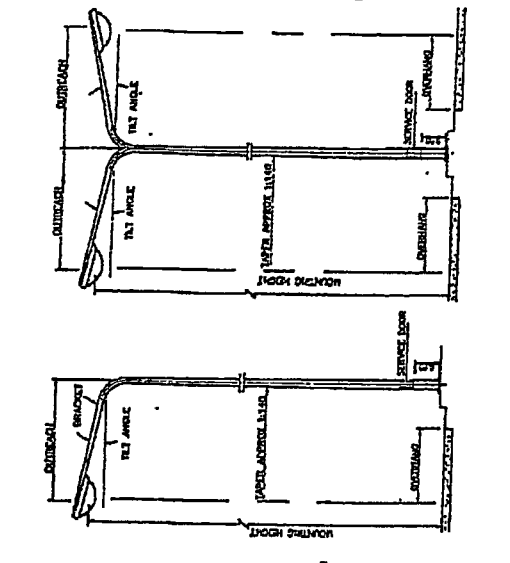 OUTREACH
OUTREACH
TILT ANGLE
TILT ANGLE
SERVICE DOOR
OVERHANG
OVERHANG
TAPER APPROX 1:140
MOUNTING HEIGHT
OUTREACH
BRACKET
TILT ANGLE
SERVICE DOOR
TAPER APPROX 1:140
OVERHANG
MOUNTING HEIGHT